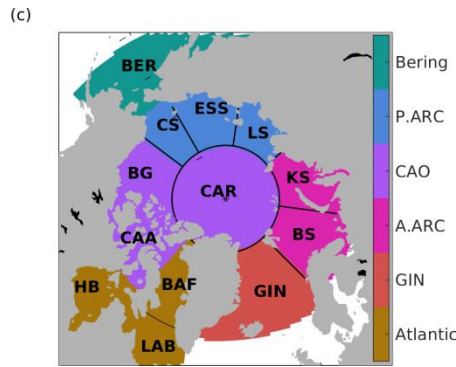 (c)
BER
Bering
ESS
CS
LS
P.ARC
BG
KS
CAR
CAO
CAA
BS
A.ARC
HB
BAF
GIN
GIN
LAB
Atlantic